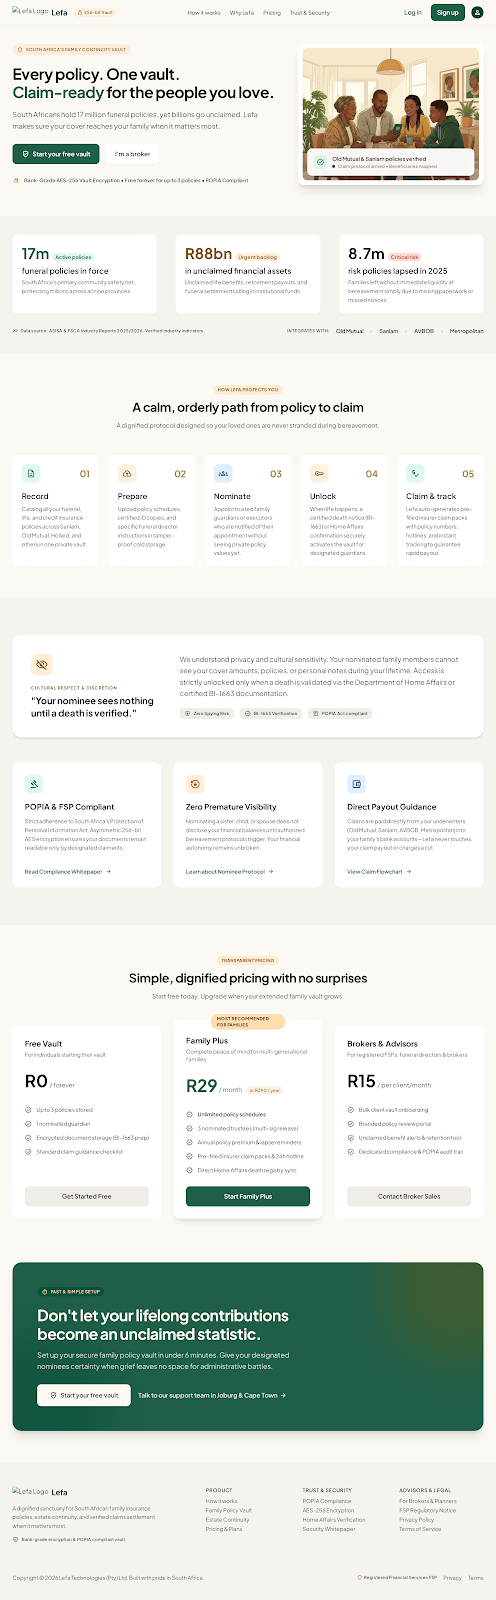 Lefa Logo Lefa 256-bit Vault How it works Why Lefa Pricing Trust & Security Log in Sign up
SOUTH AFRICA'S FAMILY CONTINUITY VAULT
Every policy. One vault.
Claim-ready for the people you love.
South Africans hold 17 million funeral policies, yet billions go unclaimed. Lefa
makes sure your cover reaches your family when it matters most.
Start your free vault I'm a broker
Bank-Grade AES-256 Vault Encryption • Free forever for up to 3 policies • POPIA Compliant
Old Mutual & Sanlam policies verified
Claim protocol armed • Beneficiaries mapped
17m Active policies
funeral policies in force
South Africa's primary community safety net,
protecting millions across all nine provinces.
R88bn Urgent backlog
in unclaimed financial assets
Unclaimed life benefits, retirement payouts, and
funeral settlements idling in institutional funds.
8.7m Critical risk
risk policies lapsed in 2025
Families left without immediate liquidity at
bereavement simply due to missing paperwork or
missed notices.
Data source: ASISA & FSCA Industry Reports 2025/2026. Verified industry indicators.
INTEGRATES WITH: Old Mutual • Sanlam • AVBOB • Metropolitan
HOW LEFA PROTECTS YOU
A calm, orderly path from policy to claim
A dignified protocol designed so your loved ones are never stranded during bereavement.
01
Record
Catalog all your funeral,
life, and credit insurance
policies across Sanlam,
Old Mutual, Hollard, and
others in one private vault.
02
Prepare
Upload policy schedules,
certified ID copies, and
specific funeral director
instructions in tamper-
proof cold storage.
03
Nominate
Appoint trusted family
guardians or executors
who are notified of their
appointment without
seeing private policy
values yet.
04
Unlock
When life happens, a
certified death notice (BI-
1663) or Home Affairs
confirmation securely
activates the vault for
designated guardians.
05
Claim & track
Lefa auto-generates pre-
filled insurer claim packs
with policy numbers,
hotlines, and instant
tracking to guarantee
rapid payout.
CULTURAL RESPECT & DISCRETION
"Your nominee sees nothing
until a death is verified."
We understand privacy and cultural sensitivity. Your nominated family members cannot
see your cover amounts, policies, or personal notes during your lifetime. Access is
strictly unlocked only when a death is validated via the Department of Home Affairs or
certified BI-1663 documentation.
Zero Spying Risk BI-1663 Verification POPIA Act compliant
POPIA & FSP Compliant
Strict adherence to South Africa's Protection of
Personal Information Act. Asymmetric 256-bit
AES encryption ensures your documents remain
readable only by designated claimants.
Read Compliance Whitepaper →
Zero Premature Visibility
Nominating a sister, child, or spouse does not
disclose your financial balances until authorized
bereavement protocols trigger. Your financial
autonomy remains unbroken.
Learn about Nominee Protocol →
Direct Payout Guidance
Claims are paid directly from your underwriters
(Old Mutual, Sanlam, AVBOB, Metropolitan) into
your family's bank accounts—Lefa never touches
your claim payout or charges a cut.
View Claim Flowchart →
TRANSPARENT PRICING
Simple, dignified pricing with no surprises
Start free today. Upgrade when your extended family vault grows.
Free Vault
For individuals starting their vault
R0 / forever
Up to 3 policies stored
1 nominated guardian
Encrypted document storage (BI-1663 prep)
Standard claim guidance checklist
Get Started Free
MOST RECOMMENDED
FOR FAMILIES
Family Plus
Complete peace of mind for multi-generational
families
R29 / month or R290 / year
Unlimited policy schedules
3 nominated trustees (multi-sig release)
Annual policy premium & lapse reminders
Pre-filled insurer claim packs & 24h hotline
Direct Home Affairs death registry sync
Start Family Plus
Brokers & Advisors
For registered FSPs, funeral directors & brokers
R15 / per client/month
Bulk client vault onboarding
Branded policy review portal
Unclaimed benefit alerts & retention tool
Dedicated compliance & POPIA audit trail
Contact Broker Sales
FAST & SIMPLE SETUP
Don't let your lifelong contributions
become an unclaimed statistic.
Set up your secure family policy vault in under 6 minutes. Give your designated
nominees certainty when grief leaves no space for administrative battles.
Start your free vault Talk to our support team in Joburg & Cape Town →
Lefa Logo Lefa
A dignified sanctuary for South African family insurance
policies, estate continuity, and verified claims settlement
when it matters most.
Bank-grade encryption & POPIA compliant vault
PRODUCT
How it works
Family Policy Vault
Estate Continuity
Pricing & Plans
TRUST & SECURITY
POPIA Compliance
AES-256 Encryption
Home Affairs Verification
Security Whitepaper
ADVISORS & LEGAL
For Brokers & Planners
FSP Regulatory Notice
Privacy Policy
Terms of Service
Copyright © 2026 Lefa Technologies (Pty) Ltd. Built with pride in South Africa.
Registered Financial Services FSP Privacy Terms